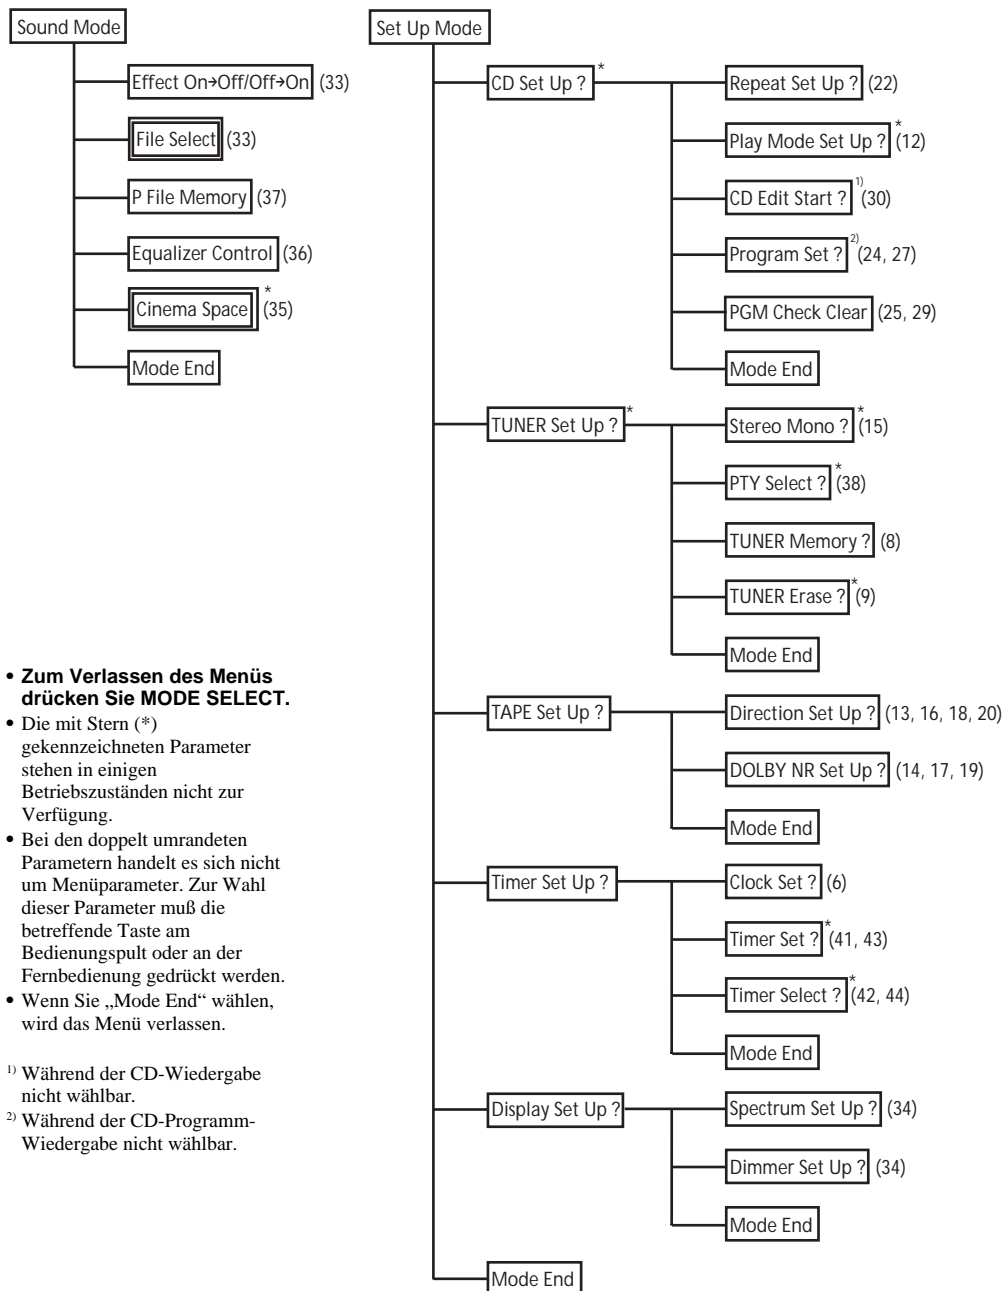 Sound Mode
Effect On→Off/Off→On (33)
File Select (33)
P File Memory (37)
Equalizer Control (36)
Cinema Space * (35)
Mode End
Set Up Mode
CD Set Up ? *
Repeat Set Up ? (22)
Play Mode Set Up ? * (12)
CD Edit Start ? 1) (30)
Program Set ? 2) (24, 27)
PGM Check Clear (25, 29)
Mode End
TUNER Set Up ? *
Stereo Mono ? * (15)
PTY Select ? * (38)
TUNER Memory ? (8)
TUNER Erase ? * (9)
Mode End
TAPE Set Up ?
Direction Set Up ? (13, 16, 18, 20)
DOLBY NR Set Up ? (14, 17, 19)
Mode End
Timer Set Up ?
Clock Set ? (6)
Timer Set ? * (41, 43)
Timer Select ? * (42, 44)
Mode End
Display Set Up ?
Spectrum Set Up ? (34)
Dimmer Set Up ? (34)
Mode End
Mode End
• Zum Verlassen des Menüs
drücken Sie MODE SELECT.
• Die mit Stern (*)
gekennzeichneten Parameter
stehen in einigen
Betriebszuständen nicht zur
Verfügung.
• Bei den doppelt umrandeten
Parametern handelt es sich nicht
um Menüparameter. Zur Wahl
dieser Parameter muß die
betreffende Taste am
Bedienungspult oder an der
Fernbedienung gedrückt werden.
• Wenn Sie „Mode End“ wählen,
wird das Menü verlassen.
1) Während der CD-Wiedergabe
nicht wählbar.
2) Während der CD-Programm-
Wiedergabe nicht wählbar.